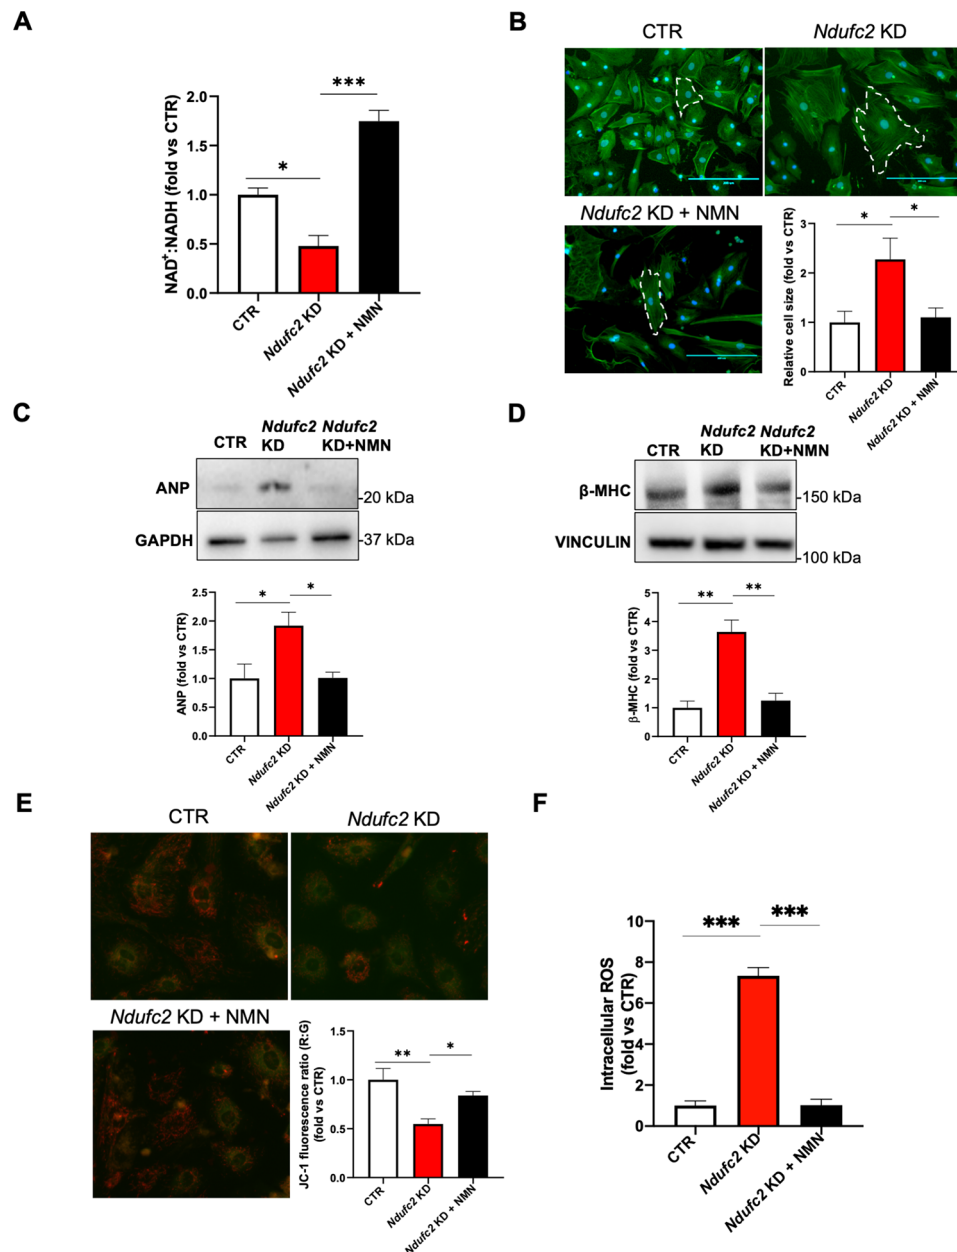 A
NAD⁺:NADH (fold vs CTR)
2.0
1.5
1.0
0.5
0.0
*
***
CTR
Ndufc2 KD
Ndufc2 KD + NMN
B
CTR
Ndufc2 KD
Ndufc2 KD + NMN
Relative cell size (fold vs CTR)
3
2
1
0
*
*
CTR
Ndufc2 KD
Ndufc2 KD + NMN
C
CTR
Ndufc2
KD
Ndufc2
KD+NMN
ANP
-20 kDa
GAPDH
-37 kDa
ANP (fold vs CTR)
2.5
2.0
1.5
1.0
0.5
0.0
*
*
CTR
Ndufc2 KD
Ndufc2 KD + NMN
D
CTR
Ndufc2
KD
Ndufc2
KD+NMN
β-MHC
-150 kDa
VINCULIN
-100 kDa
β-MHC (fold vs CTR)
5
4
3
2
1
0
**
**
CTR
Ndufc2 KD
Ndufc2 KD + NMN
E
CTR
Ndufc2 KD
Ndufc2 KD + NMN
JC-1 fluorescence ratio (R:G)
(fold vs CTR)
1.5
1.0
0.5
0.0
**
*
CTR
Ndufc2 KD
Ndufc2 KD + NMN
F
Intracellular ROS
(fold vs CTR)
10
8
6
4
2
0
***
***
CTR
Ndufc2 KD
Ndufc2 KD + NMN